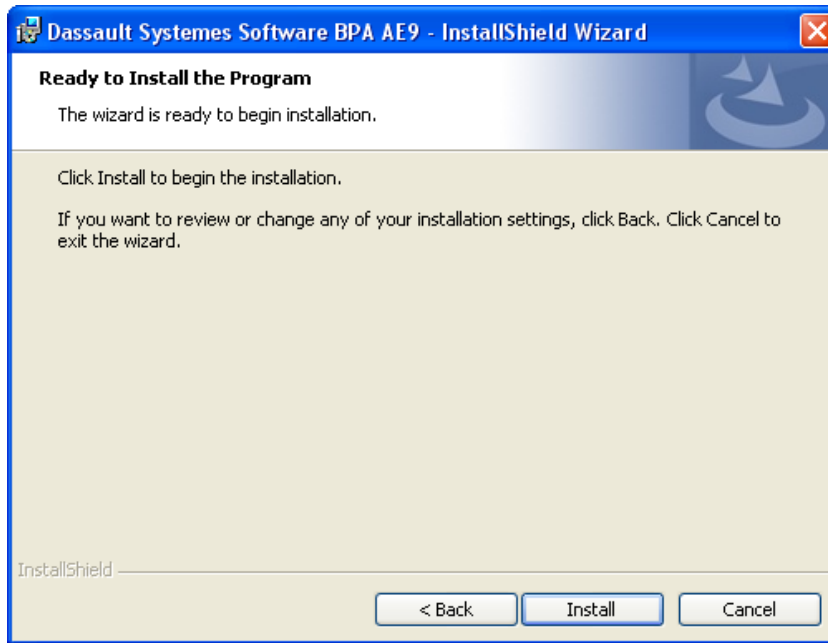 Dassault Systemes Software BPA AE9 - InstallShield Wizard
Ready to Install the Program
The wizard is ready to begin installation.
Click Install to begin the installation.
If you want to review or change any of your installation settings, click Back. Click Cancel to
exit the wizard.
InstallShield
< Back
Install
Cancel